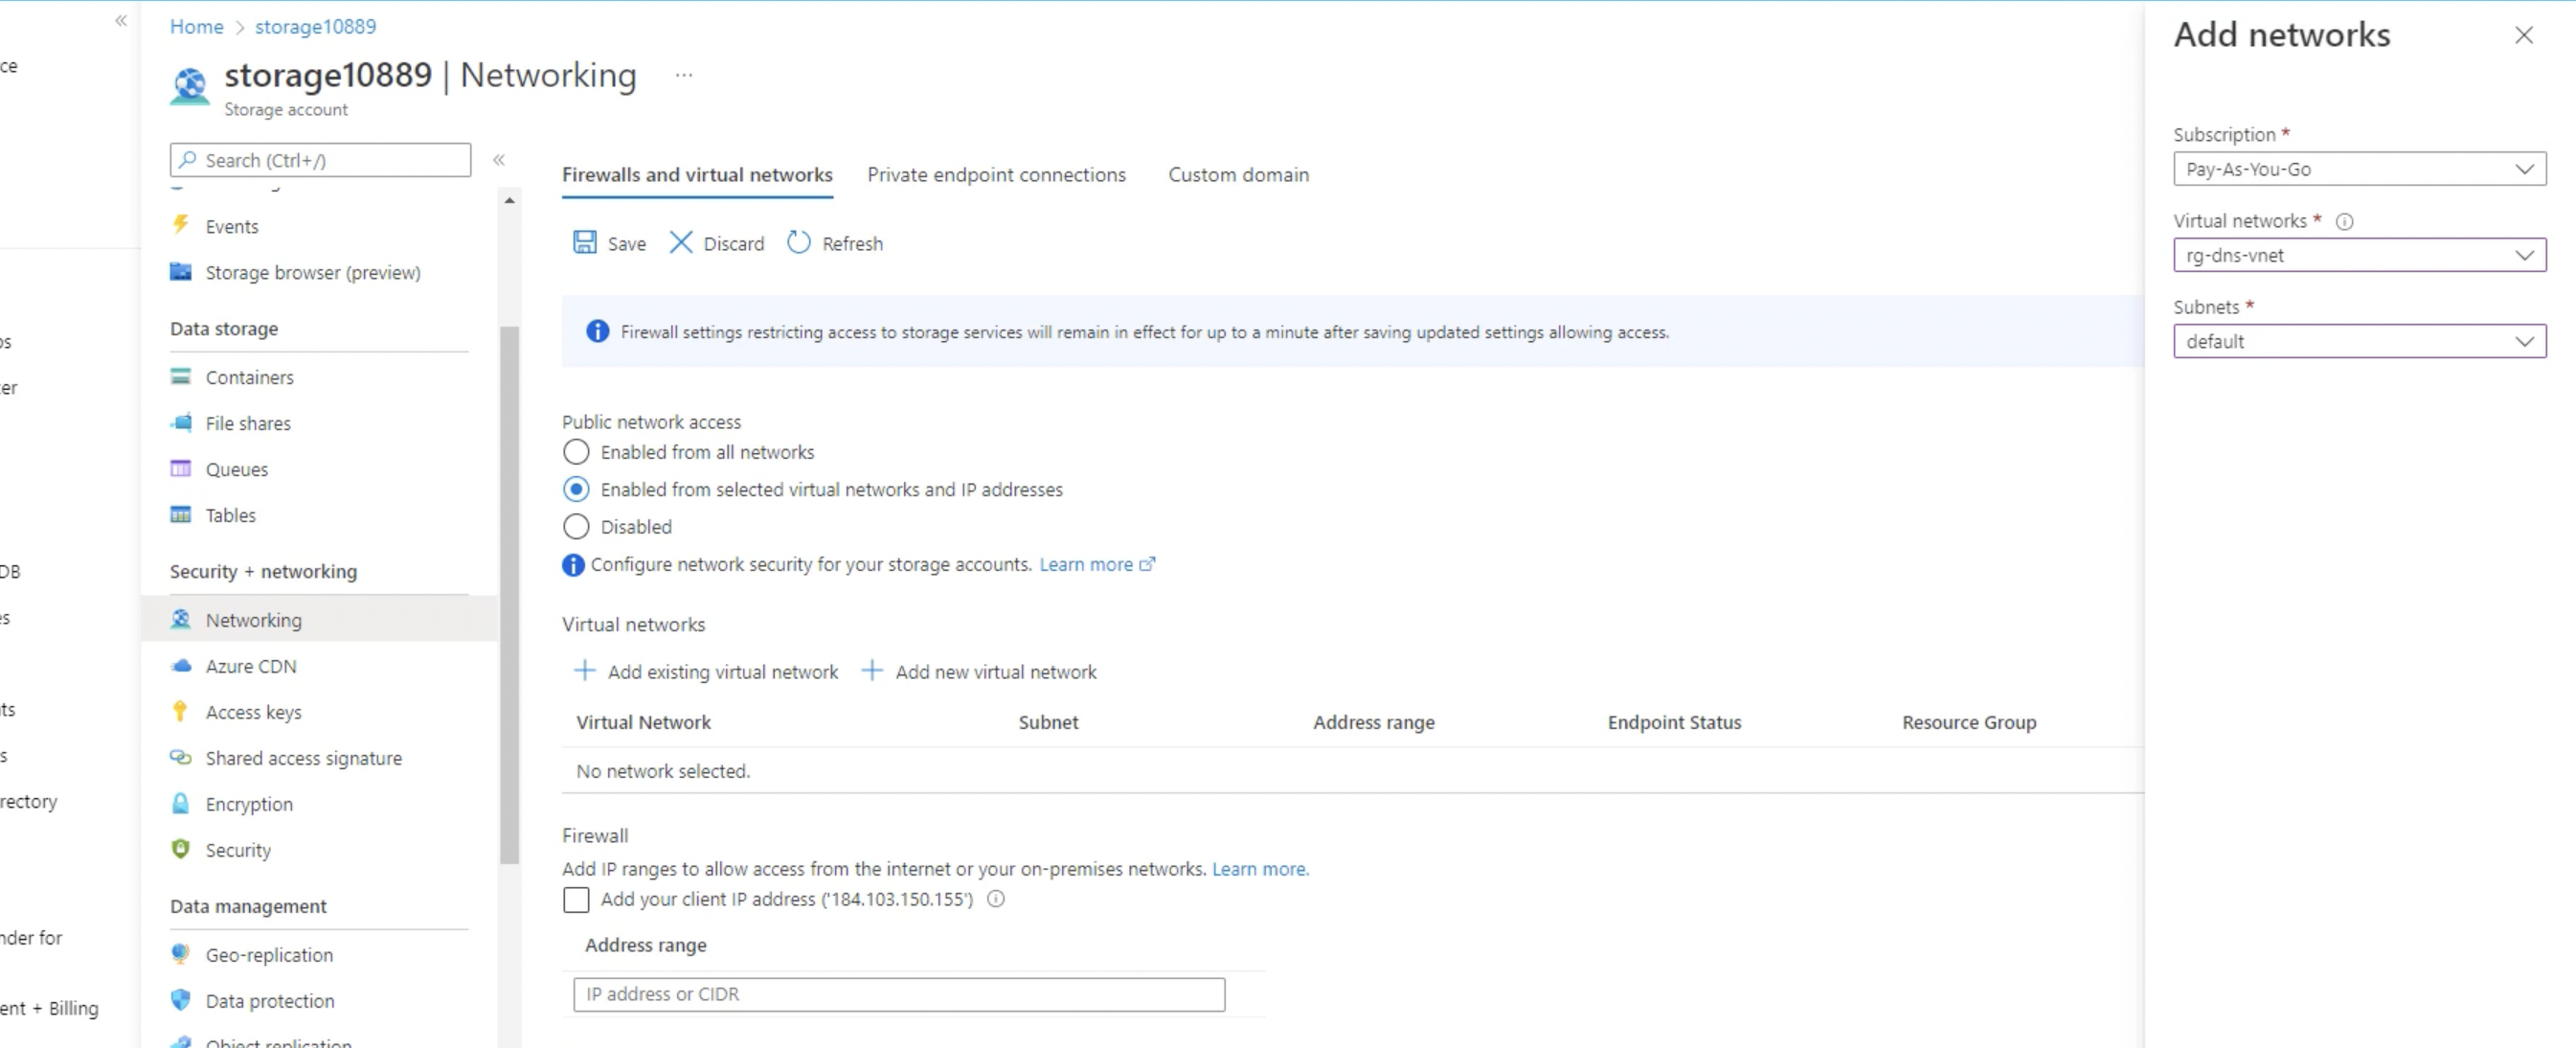 ce
os
er
DB
es
ts
s
rectory
nder for
ent + Billing
Home > storage10889
storage10889 | Networking ...
Storage account
Search (Ctrl+/)
Events
Storage browser (preview)
Data storage
Containers
File shares
Queues
Tables
Security + networking
Networking
Azure CDN
Access keys
Shared access signature
Encryption
Security
Data management
Geo-replication
Data protection
Object replication
Firewalls and virtual networks Private endpoint connections Custom domain
Save Discard Refresh
Firewall settings restricting access to storage services will remain in effect for up to a minute after saving updated settings allowing access.
Public network access
Enabled from all networks
Enabled from selected virtual networks and IP addresses
Disabled
Configure network security for your storage accounts. Learn more
Virtual networks
+ Add existing virtual network + Add new virtual network
Virtual Network Subnet Address range Endpoint Status Resource Group
No network selected.
Firewall
Add IP ranges to allow access from the internet or your on-premises networks. Learn more.
Add your client IP address ('184.103.150.155')
Address range
IP address or CIDR
Add networks
Subscription *
Pay-As-You-Go
Virtual networks *
rg-dns-vnet
Subnets *
default